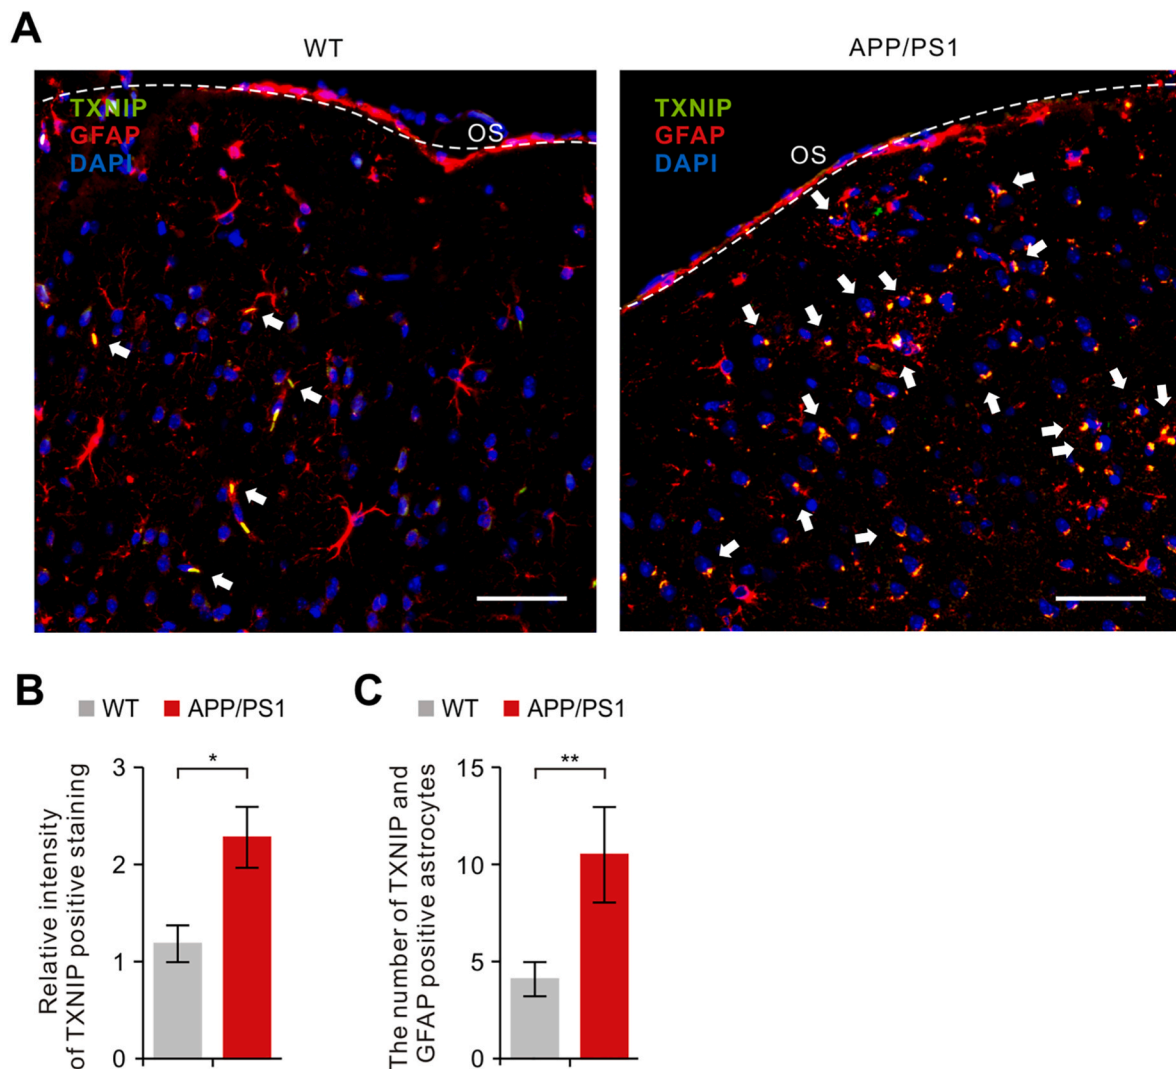 A
WT
APP/PS1
TXNIP
GFAP
DAPI
OS
TXNIP
GFAP
DAPI
OS
B
WT APP/PS1
Relative intensity
of TXNIP positive staining
3
2
1
0
*
C
WT APP/PS1
The number of TXNIP and
GFAP positive astrocytes
15
10
5
0
**